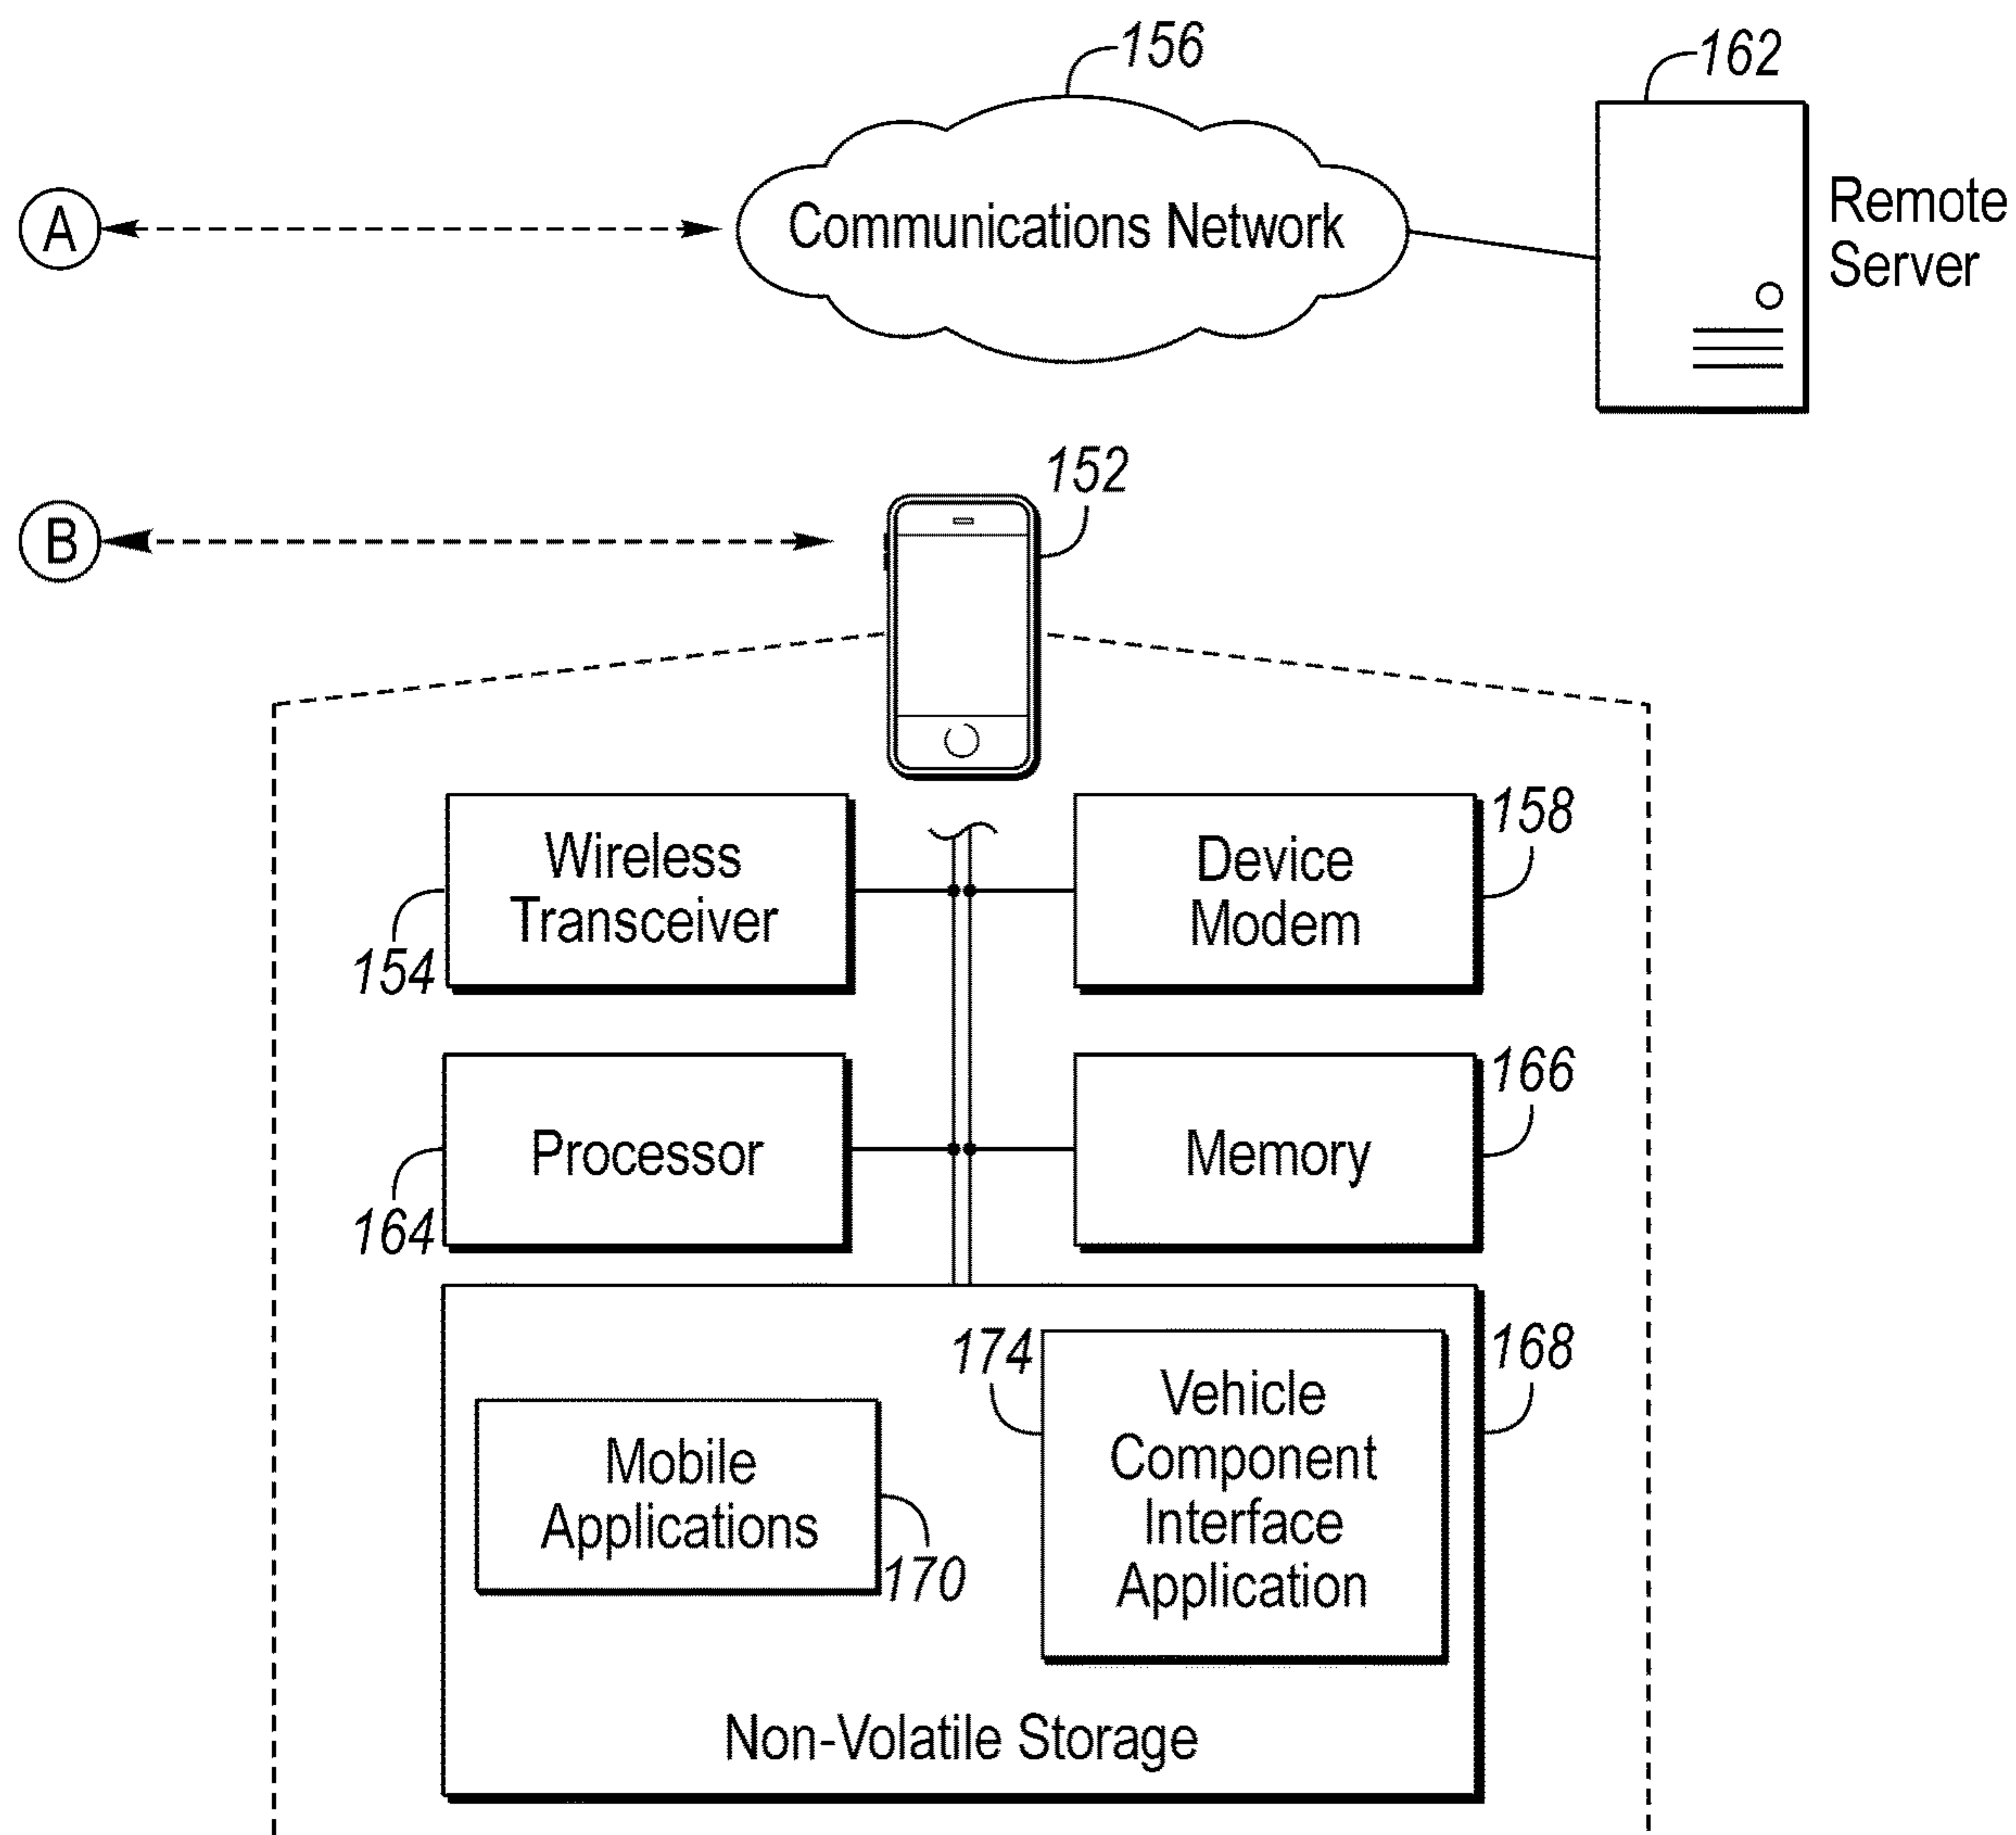 156
162
A
Communications Network
Remote
Server
152
B
Wireless
Transceiver
154
Device
Modem
158
Processor
164
Memory
166
174
168
Vehicle
Component
Interface
Application
Mobile
Applications
170
Non-Volatile Storage